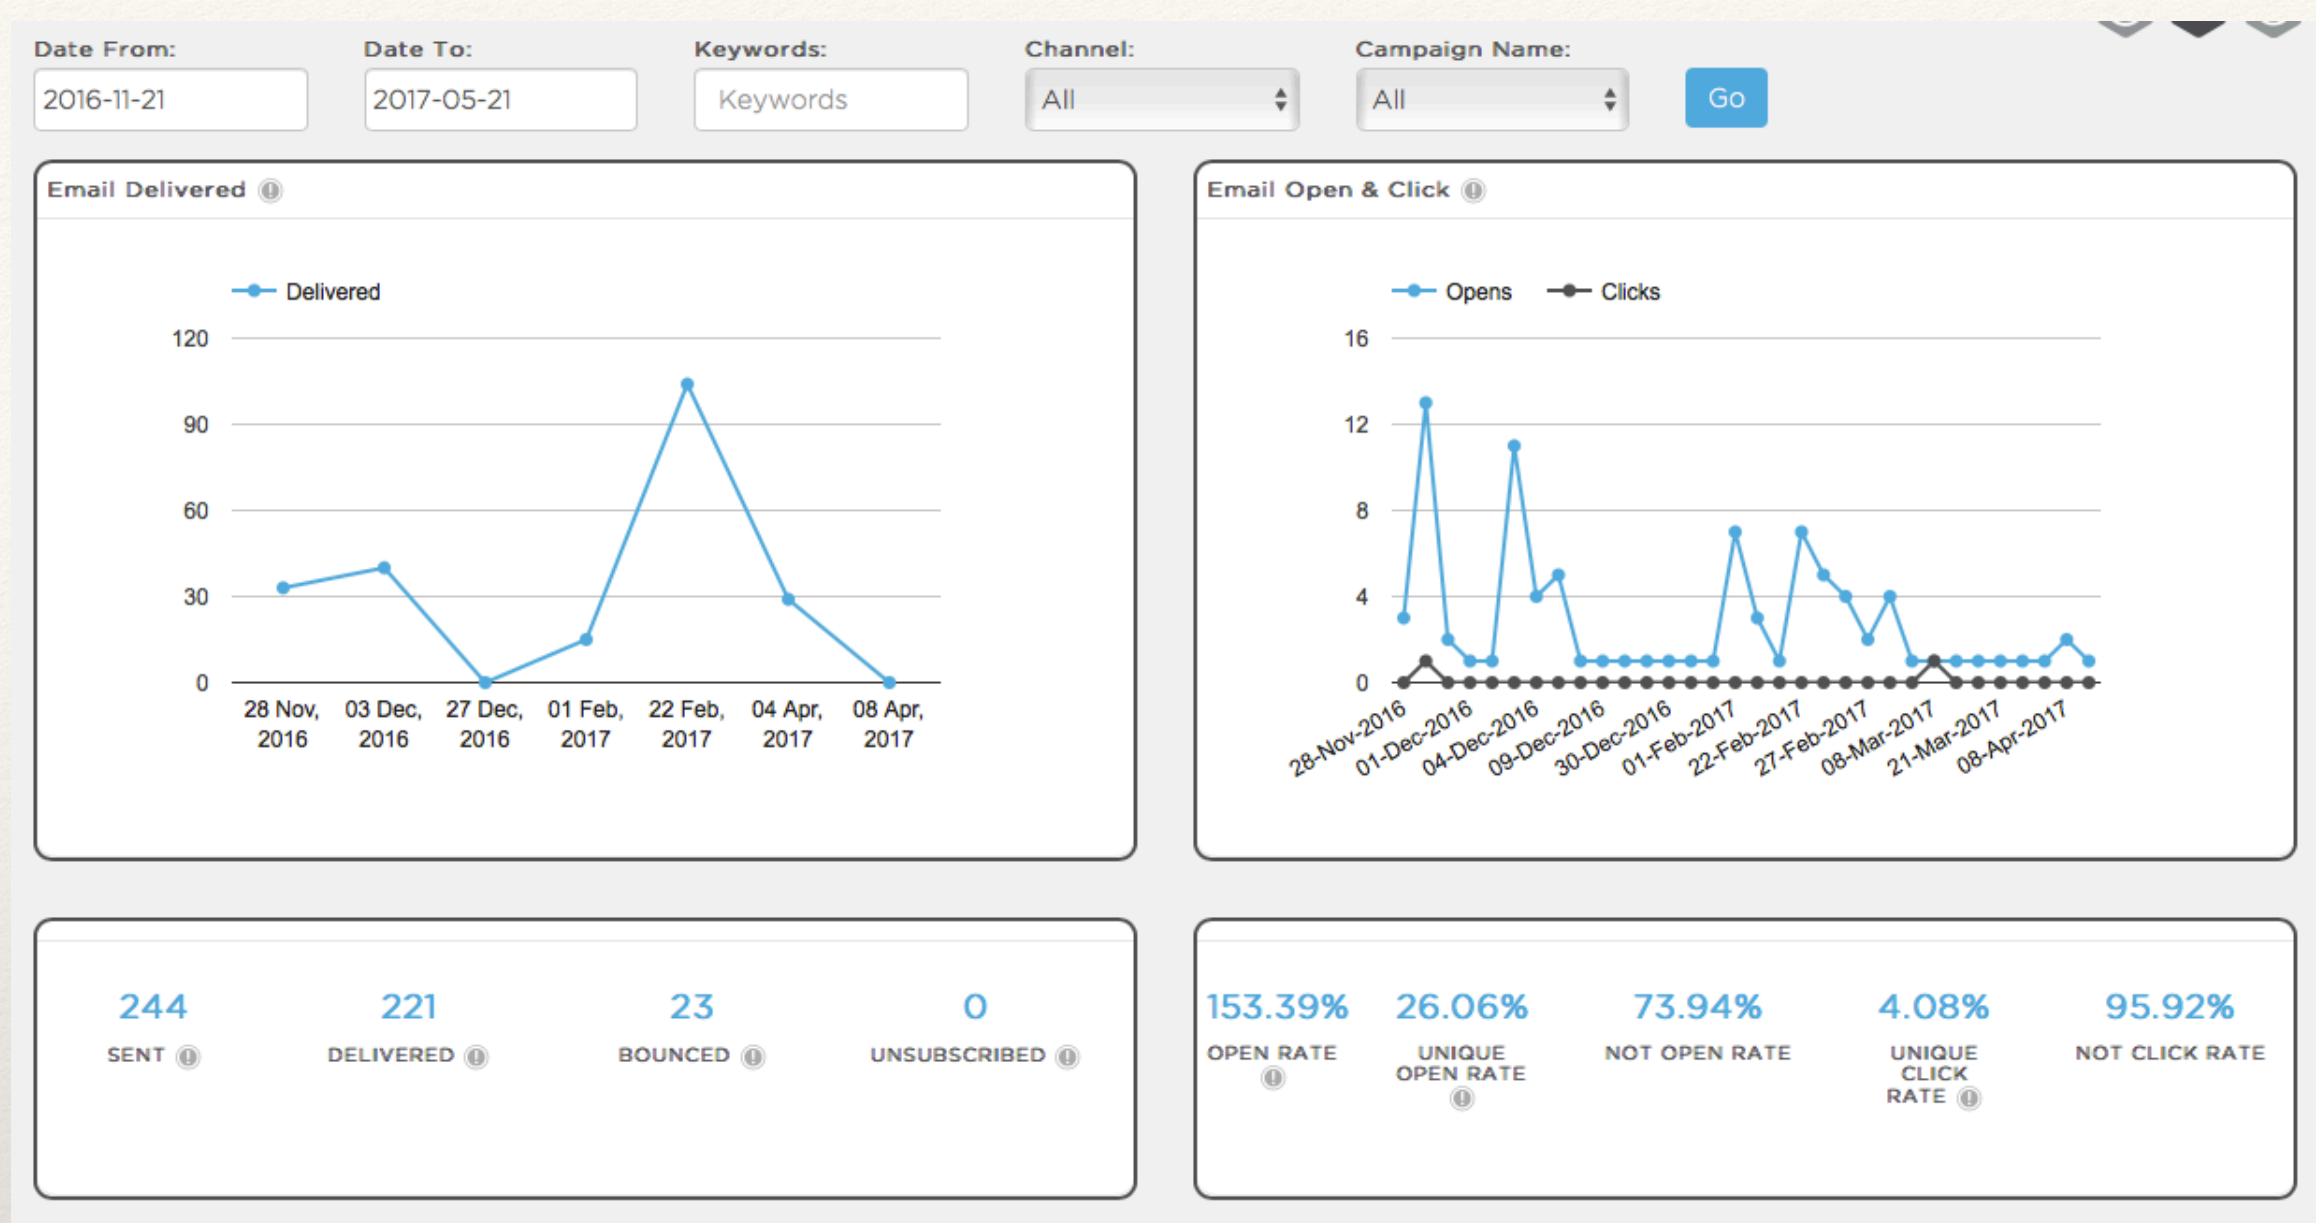 Date From:
Date To:
Keywords:
Channel:
Campaign Name:
2016-11-21
2017-05-21
Keywords
All
All
Go
Email Delivered
Delivered
120
90
60
30
0
28 Nov, 2016
03 Dec, 2016
27 Dec, 2016
01 Feb, 2017
22 Feb, 2017
04 Apr, 2017
08 Apr, 2017
Email Open & Click
Opens
Clicks
16
12
8
4
0
28-Nov-2016
01-Dec-2016
04-Dec-2016
09-Dec-2016
30-Dec-2016
01-Feb-2017
22-Feb-2017
27-Feb-2017
08-Mar-2017
21-Mar-2017
08-Apr-2017
244
SENT
221
DELIVERED
23
BOUNCED
0
UNSUBSCRIBED
153.39%
OPEN RATE
26.06%
UNIQUE
OPEN RATE
73.94%
NOT OPEN RATE
4.08%
UNIQUE
CLICK
RATE
95.92%
NOT CLICK RATE